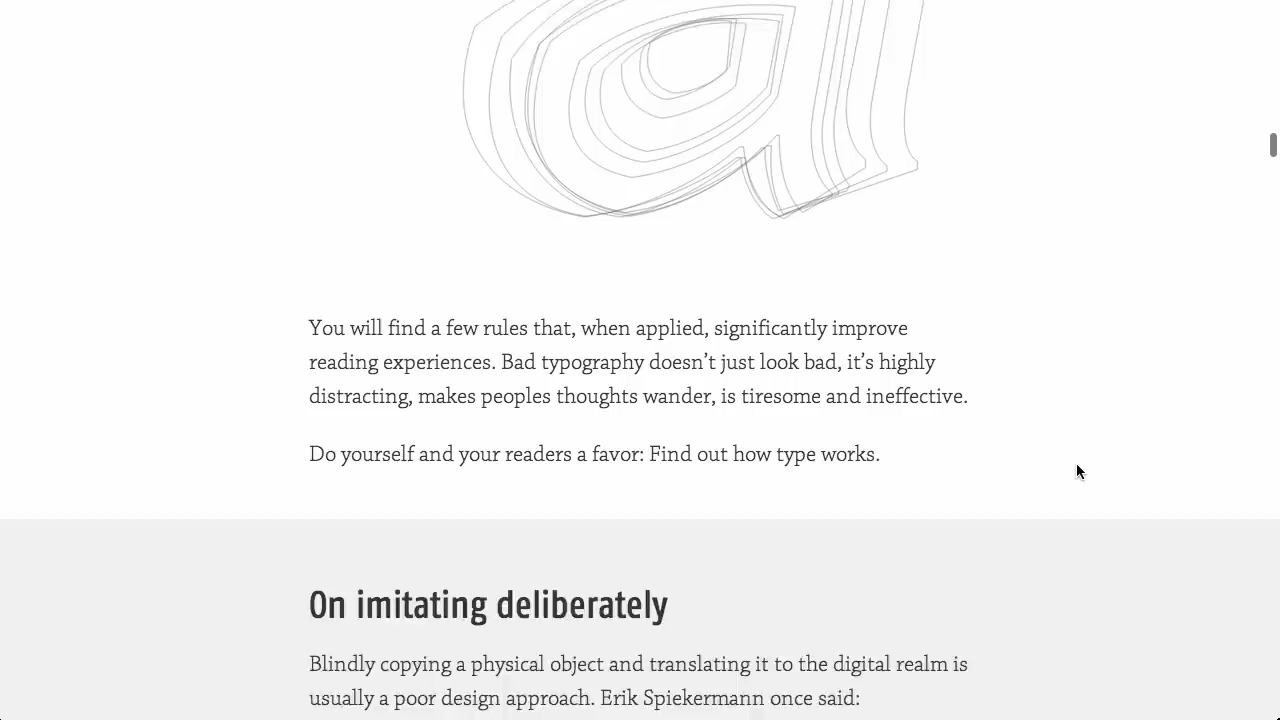 You will find a few rules that, when applied, significantly improve
reading experiences. Bad typography doesn’t just look bad, it’s highly
distracting, makes peoples thoughts wander, is tiresome and ineffective.
Do yourself and your readers a favor: Find out how type works.
On imitating deliberately
Blindly copying a physical object and translating it to the digital realm is
usually a poor design approach. Erik Spiekermann once said: